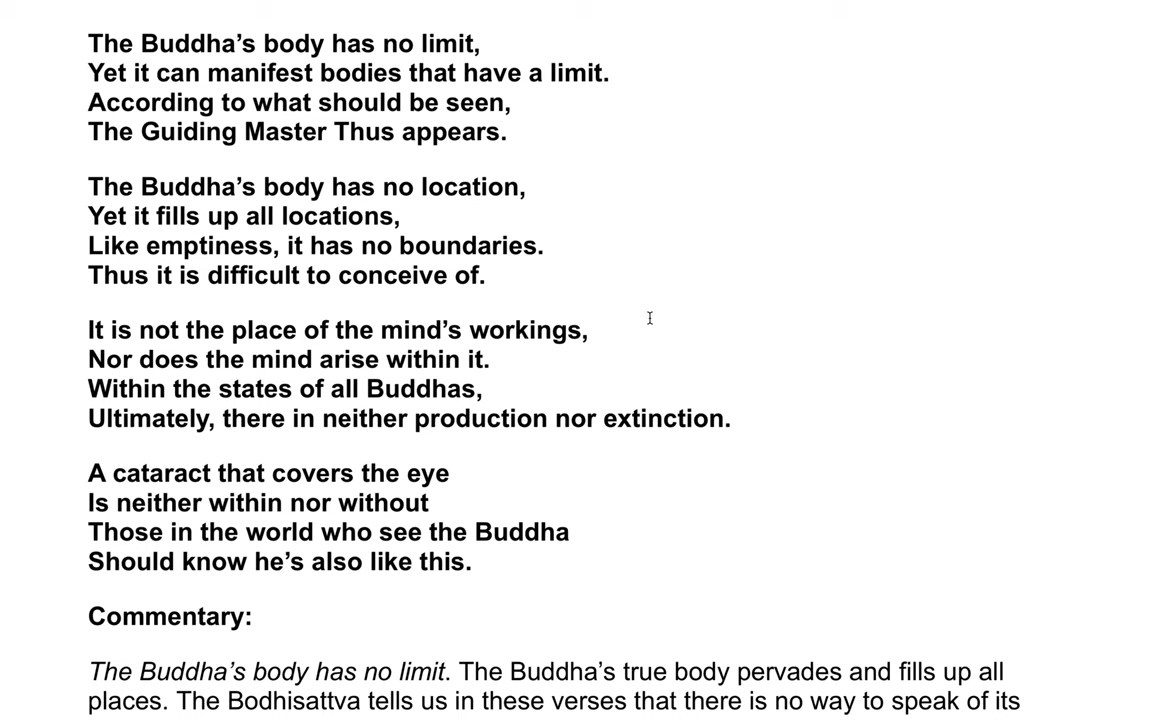 The Buddha’s body has no limit,
Yet it can manifest bodies that have a limit.
According to what should be seen,
The Guiding Master Thus appears.
The Buddha’s body has no location,
Yet it fills up all locations,
Like emptiness, it has no boundaries.
Thus it is difficult to conceive of.
It is not the place of the mind’s workings,
Nor does the mind arise within it.
Within the states of all Buddhas,
Ultimately, there in neither production nor extinction.
A cataract that covers the eye
Is neither within nor without
Those in the world who see the Buddha
Should know he’s also like this.
Commentary:
The Buddha’s body has no limit. The Buddha’s true body pervades and fills up all
places. The Bodhisattva tells us in these verses that there is no way to speak of its